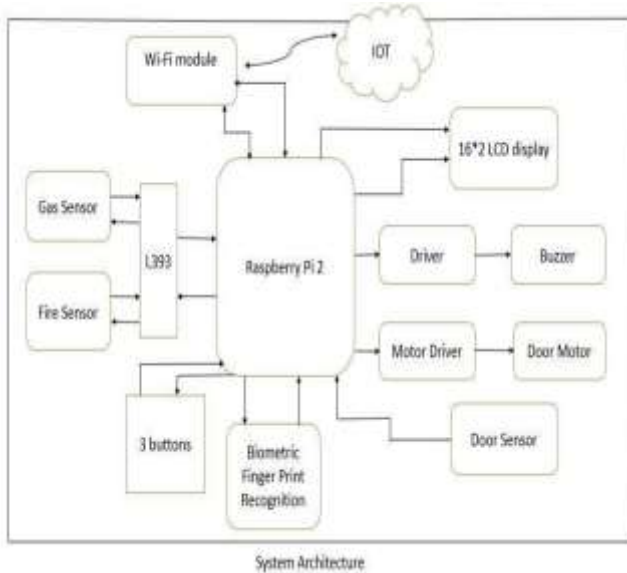 IOT
Wi-Fi module
16*2 LCD display
Gas Sensor
L393
Raspberry Pi 2
Driver
Buzzer
Fire Sensor
Motor Driver
Door Motor
3 buttons
Biometric
Finger Print
Recognition
Door Sensor
System Architecture